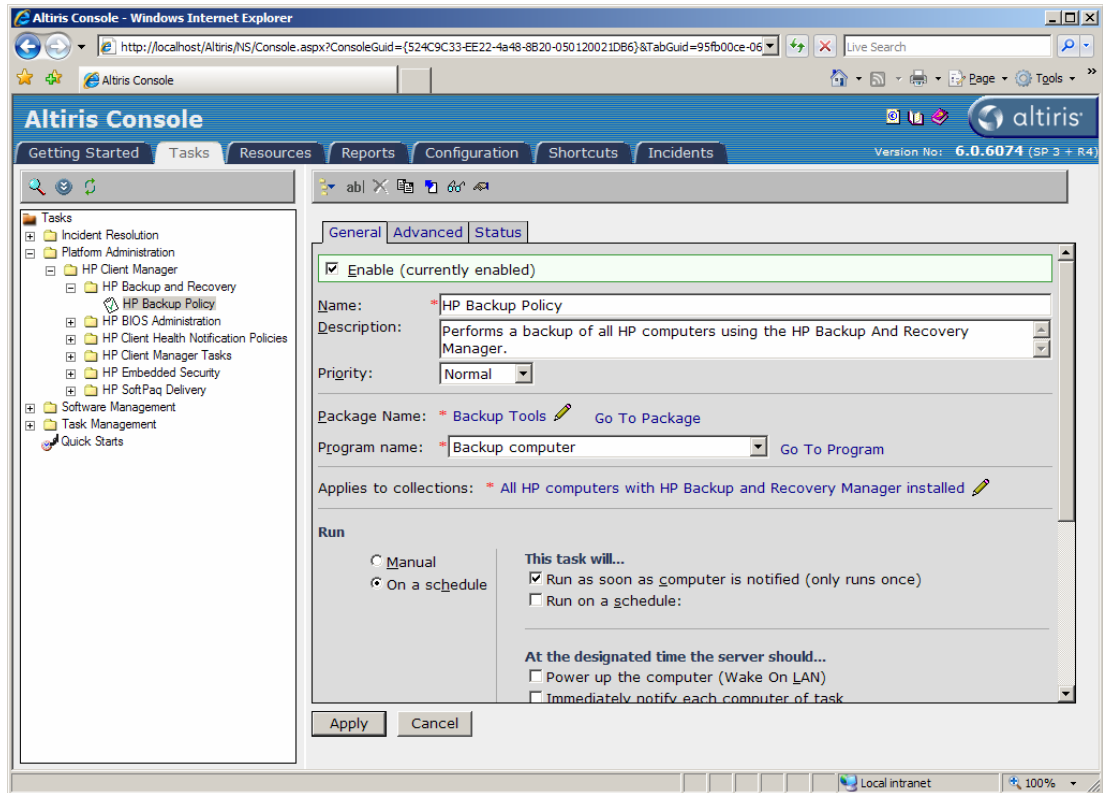 Altiris Console - Windows Internet Explorer
http://localhost/Altiris/NS/Console.aspx?ConsoleGuid={524C9C33-EE22-4a48-8B20-050120021DB6}&TabGuid=95fb00ce-06
Live Search
Altiris Console
Page
Tools
»
Altiris Console
altiris
Getting Started
Tasks
Resources
Reports
Configuration
Shortcuts
Incidents
Version No: 6.0.6074 (SP 3 + R4)
ab|
Tasks
Incident Resolution
Platform Administration
HP Client Manager
HP Backup and Recovery
HP Backup Policy
HP BIOS Administration
HP Client Health Notification Policies
HP Client Manager Tasks
HP Embedded Security
HP SoftPaq Delivery
Software Management
Task Management
Quick Starts
General
Advanced
Status
Enable (currently enabled)
Name: *HP Backup Policy
Description: Performs a backup of all HP computers using the HP Backup And Recovery
Manager.
Priority: Normal
Package Name: * Backup Tools Go To Package
Program name: *Backup computer Go To Program
Applies to collections: * All HP computers with HP Backup and Recovery Manager installed
Run
Manual
On a schedule
This task will...
Run as soon as computer is notified (only runs once)
Run on a schedule:
At the designated time the server should...
Power up the computer (Wake On LAN)
Immediately notify each computer of task
Apply
Cancel
Local intranet
100%